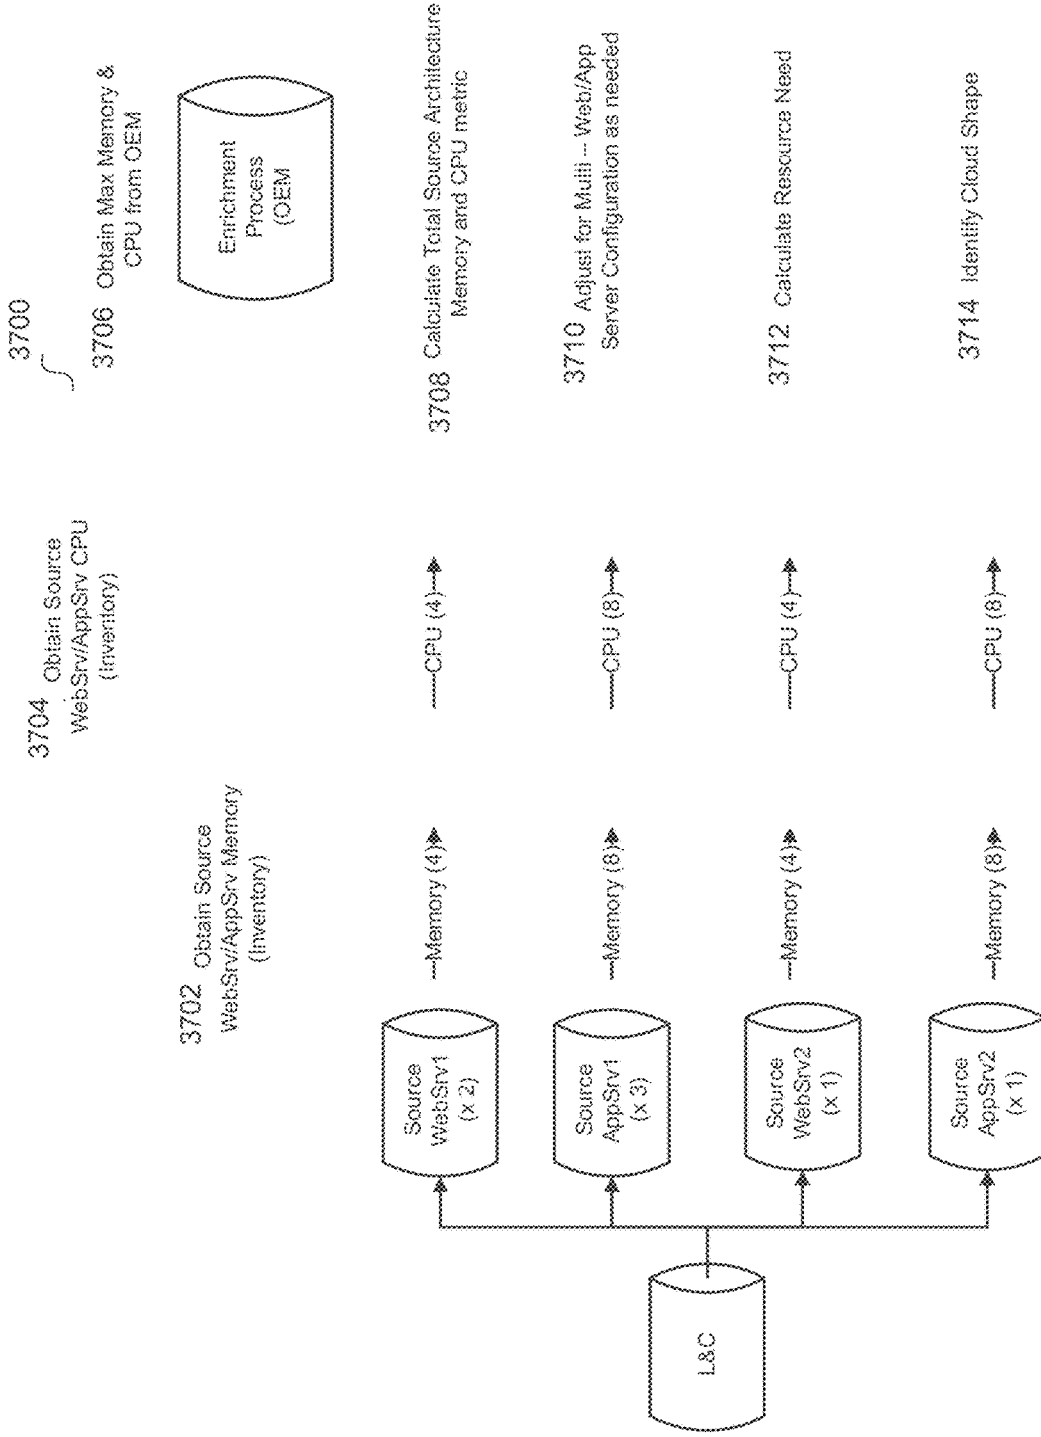 3700
3702 Obtain Source
WebSrv/AppSrv Memory
(Inventory)
3704 Obtain Source
WebSrv/AppSrv CPU
(Inventory)
3706 Obtain Max Memory &
CPU from OEM
L&C
Source
WebSrv1
(x 2)
Memory (4)
CPU (4)
Source
AppSrv1
(x 3)
Memory (8)
CPU (8)
Source
WebSrv2
(x 1)
Memory (4)
CPU (4)
Source
AppSrv2
(x 1)
Memory (8)
CPU (8)
Enrichment
Process
(OEM
3708 Calculate Total Source Architecture
Memory and CPU metric
3710 Adjust for Multi -- Web/App
Server Configuration as needed
3712 Calculate Resource Need
3714 Identify Cloud Shape